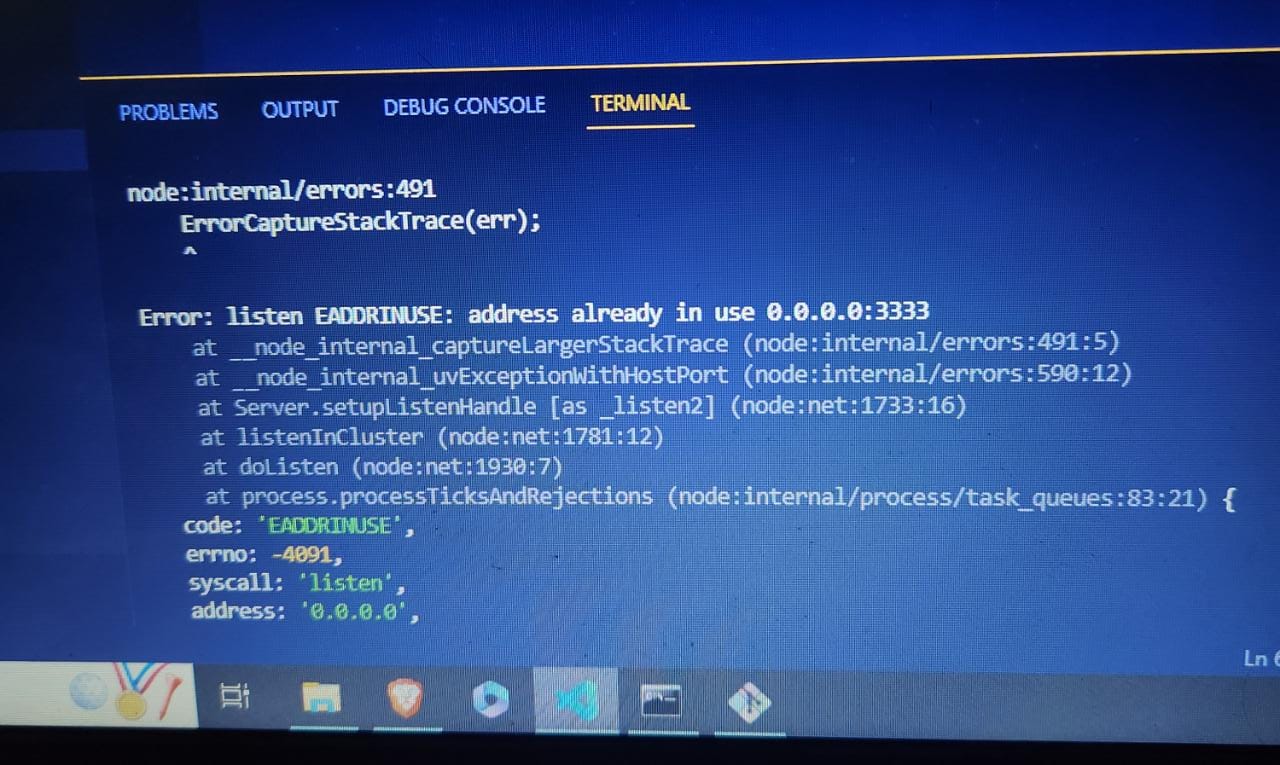 PROBLEMS OUTPUT DEBUG CONSOLE TERMINAL
node:internal/errors:491
ErrorCaptureStackTrace(err);
^
Error: listen EADDRINUSE: address already in use 0.0.0.0:3333
at __node_internal_captureLargerStackTrace (node:internal/errors:491:5)
at __node_internal_uvExceptionWithHostPort (node:internal/errors:590:12)
at Server.setupListenHandle [as _listen2] (node:net:1733:16)
at listenInCluster (node:net:1781:12)
at doListen (node:net:1930:7)
at process.processTicksAndRejections (node:internal/process/task_queues:83:21) {
code: 'EADDRINUSE',
errno: -4091,
syscall: 'listen',
address: '0.0.0.0',
Ln